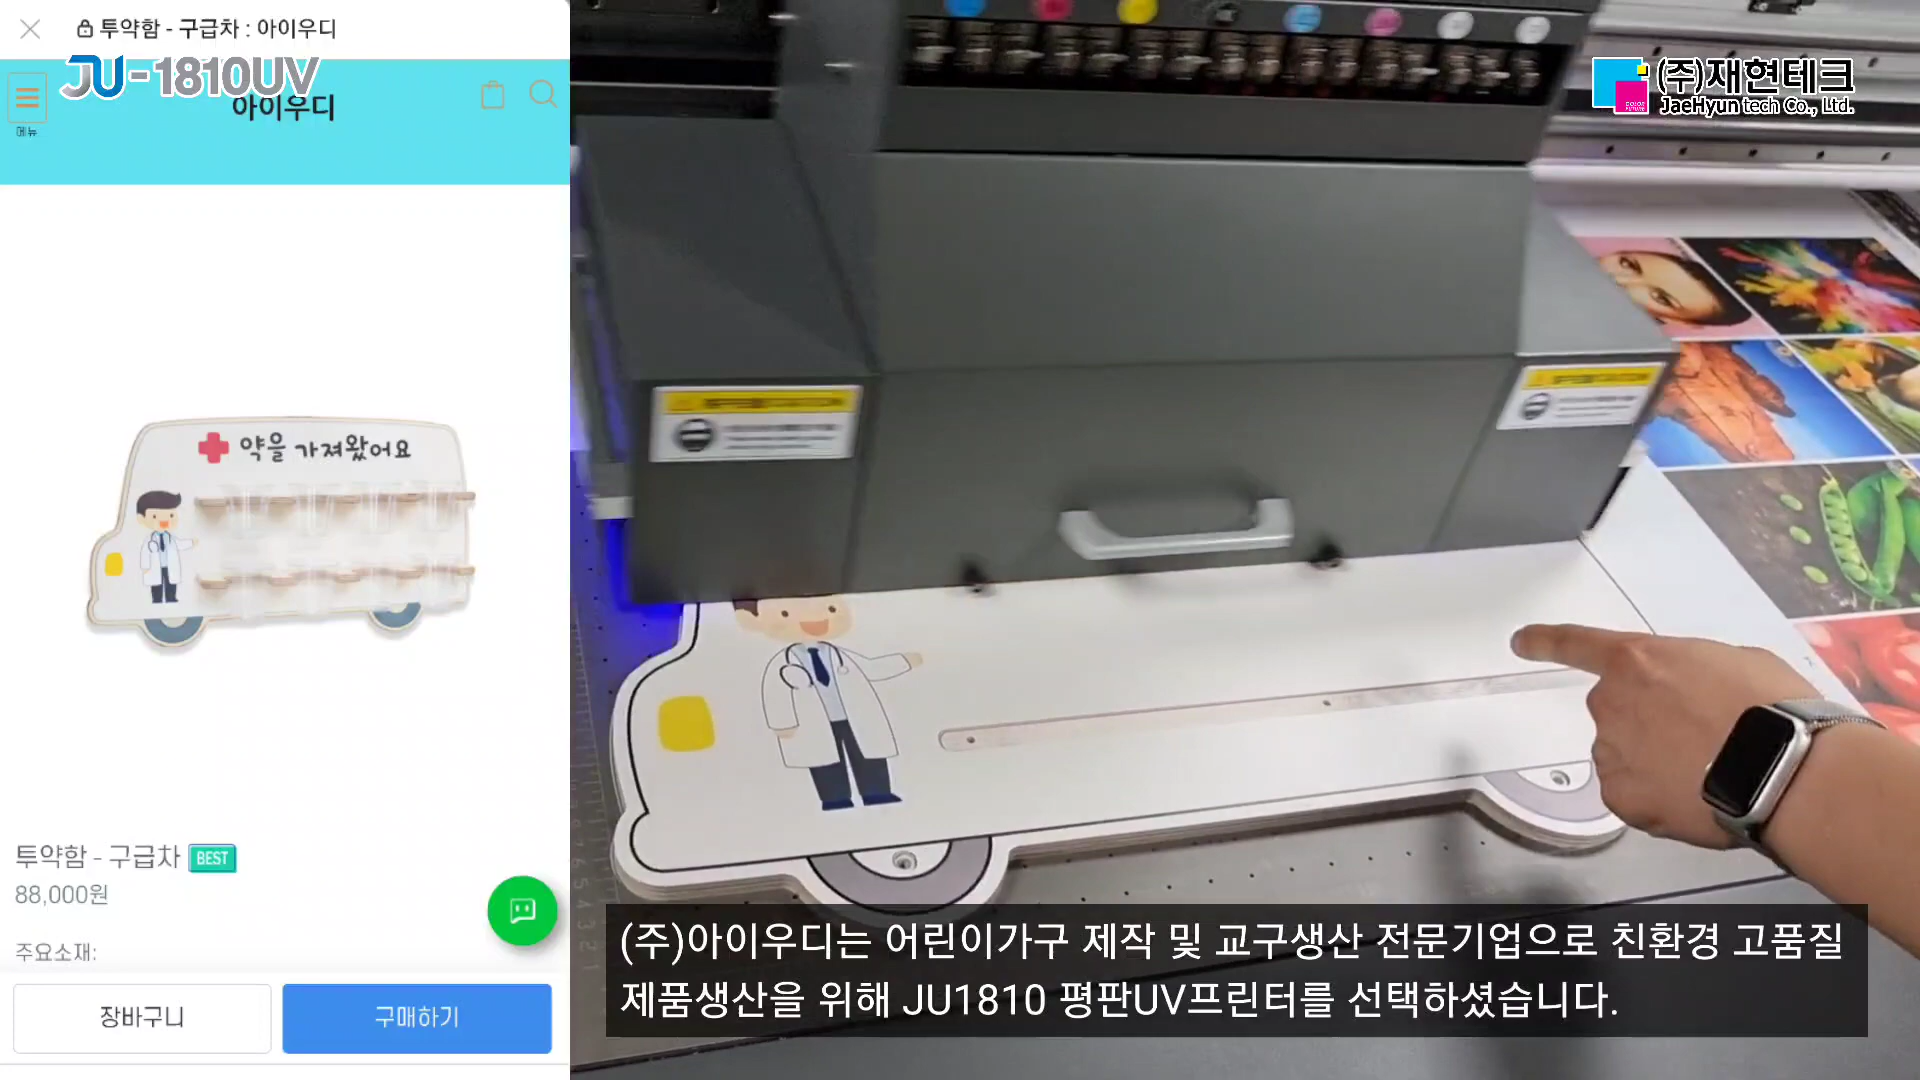 투약함 - 구급차 : 아이우디
JU-1810UV
아이우디
메뉴
약을 가져왔어요
투약함 - 구급차 BEST
88,000원
주요소재:
장바구니
구매하기
(주)재현테크
JaeHyun tech Co., Ltd.
COLOR FUTURE
(주)아이우디는 어린이가구 제작 및 교구생산 전문기업으로 친환경 고품질
제품생산을 위해 JU1810 평판UV프린터를 선택하셨습니다.